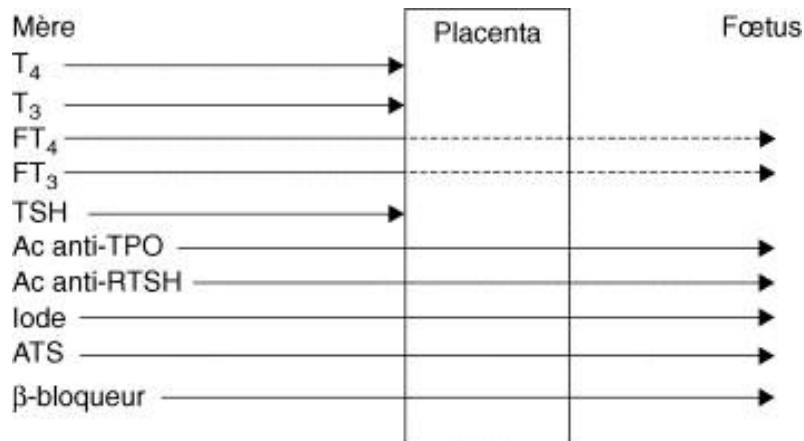 Mère Placenta Fœtus
T₄
T₃
FT₄
FT₃
TSH
Ac anti-TPO
Ac anti-RTSH
Iode
ATS
β-bloqueur